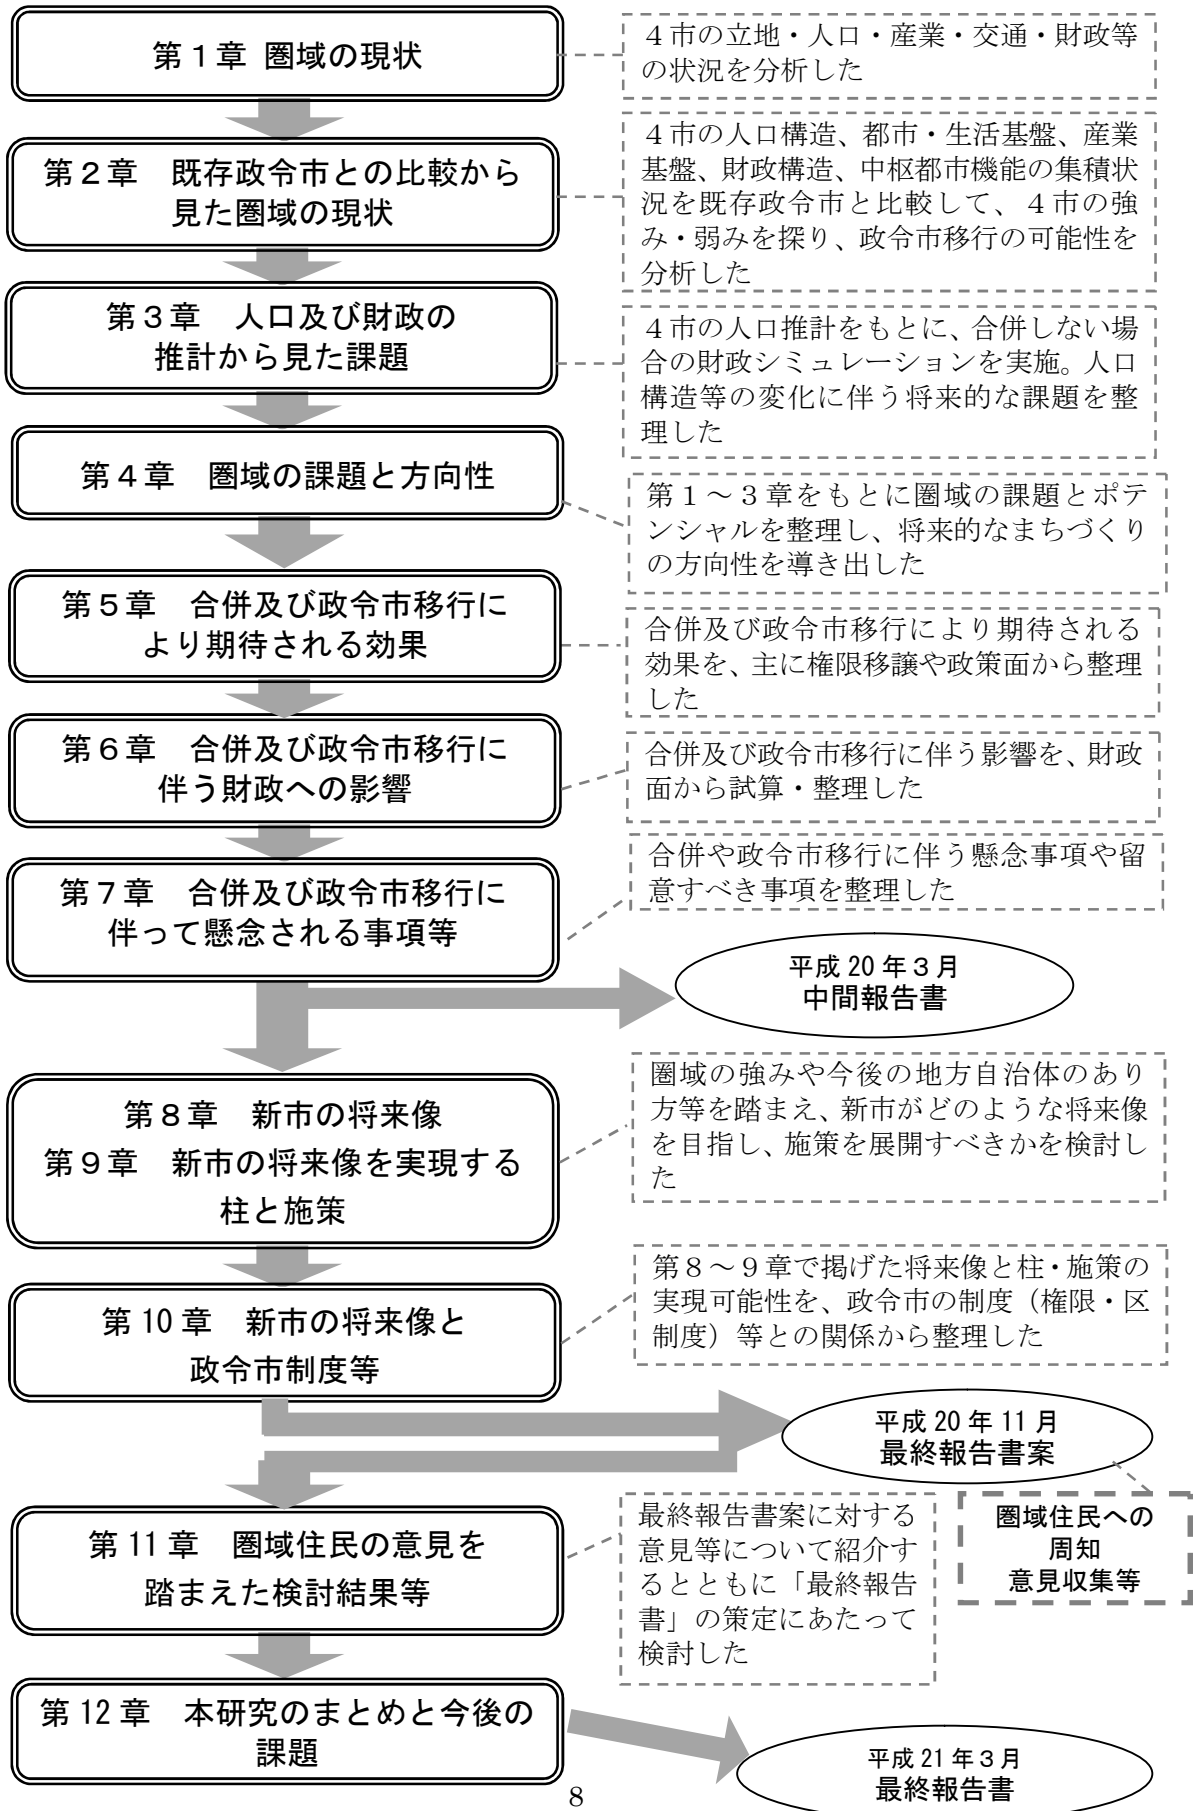 第１章 圏域の現状
４市の立地・人口・産業・交通・財政等
の状況を分析した
第２章　既存政令市との比較から
見た圏域の現状
４市の人口構造、都市・生活基盤、産業
基盤、財政構造、中枢都市機能の集積状
況を既存政令市と比較して、４市の強
み・弱みを探り、政令市移行の可能性を
分析した
第３章　人口及び財政の
推計から見た課題
４市の人口推計をもとに、合併しない場
合の財政シミュレーションを実施。人口
構造等の変化に伴う将来的な課題を整
理した
第４章　圏域の課題と方向性
第１～３章をもとに圏域の課題とポテ
ンシャルを整理し、将来的なまちづくり
の方向性を導き出した
第５章　合併及び政令市移行に
より期待される効果
合併及び政令市移行により期待される
効果を、主に権限移譲や政策面から整理
した
第６章　合併及び政令市移行に
伴う財政への影響
合併及び政令市移行に伴う影響を、財政
面から試算・整理した
第７章　合併及び政令市移行に
伴って懸念される事項等
合併や政令市移行に伴う懸念事項や留
意すべき事項を整理した
平成 20 年３月
中間報告書
第８章　新市の将来像
第９章　新市の将来像を実現する
柱と施策
圏域の強みや今後の地方自治体のあり
方等を踏まえ、新市がどのような将来像
を目指し、施策を展開すべきかを検討し
た
第 10 章　新市の将来像と
政令市制度等
第８～９章で掲げた将来像と柱・施策の
実現可能性を、政令市の制度（権限・区
制度）等との関係から整理した
平成 20 年 11 月
最終報告書案
圏域住民への
周知
意見収集等
第 11 章　圏域住民の意見を
踏まえた検討結果等
最終報告書案に対する
意見等について紹介す
るとともに「最終報告
書」の策定にあたって
検討した
第 12 章　本研究のまとめと今後の
課題
平成 21 年３月
最終報告書
8